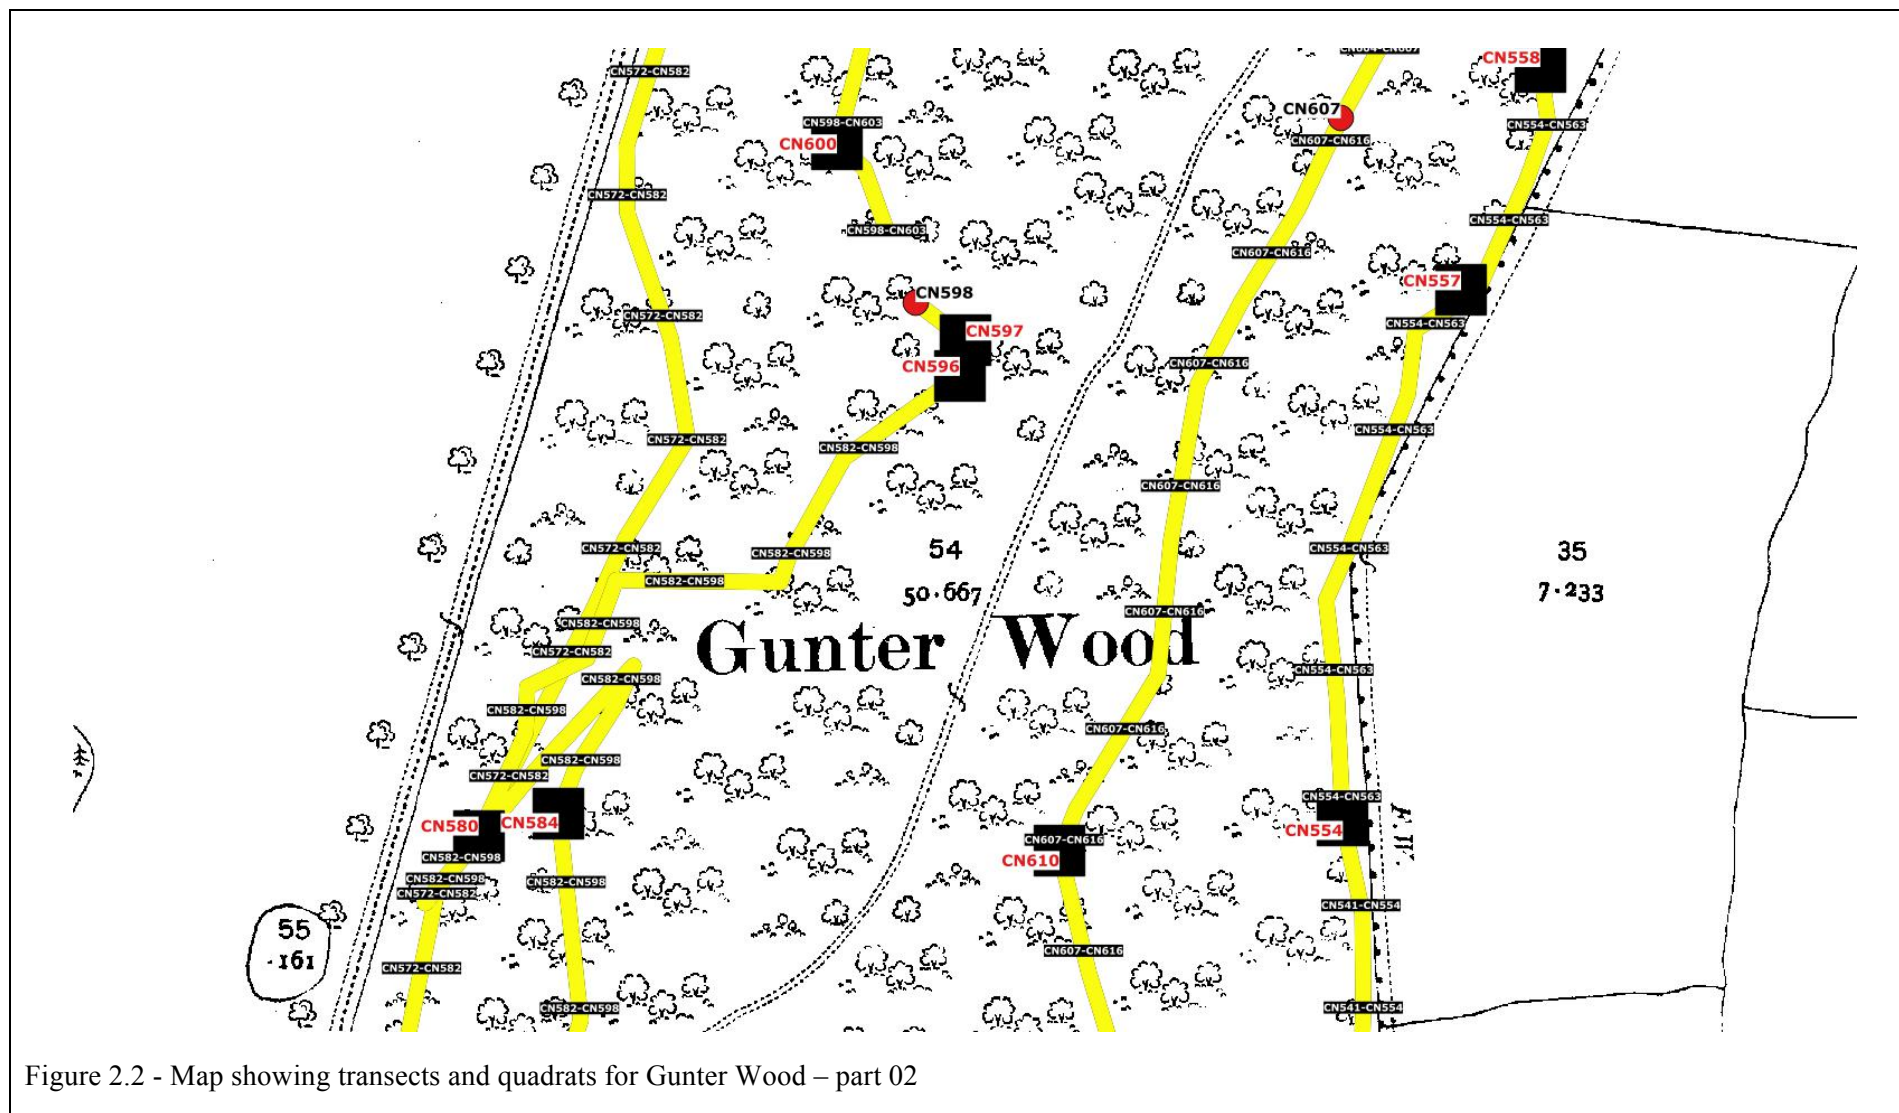 CN604-CN607
CN558
CN572-CN582
CN607
CN598-CN603
CN554-CN563
CN600
CN607-CN616
CN572-CN582
CN554-CN563
CN598-CN603
CN607-CN616
CN557
CN598
CN572-CN582
CN554-CN563
CN597
CN596
CN607-CN616
CN554-CN563
CN572-CN582
CN582-CN598
CN607-CN616
CN572-CN582
CN582-CN598
54
CN554-CN563
35
CN582-CN598
50·667
7·233
CN607-CN616
CN582-CN598
Gunter Wood
CN572-CN582
CN554-CN563
CN582-CN598
CN582-CN598
CN607-CN616
CN582-CN598
CN572-CN582
CN554-CN563
CN580
CN584
CN554
F.W.
CN607-CN616
CN610
CN582-CN598
CN582-CN598
CN582-CN598
CN572-CN582
CN541-CN554
55
·161
CN572-CN582
CN607-CN616
CN582-CN598
CN541-CN554
Figure 2.2 - Map showing transects and quadrats for Gunter Wood – part 02